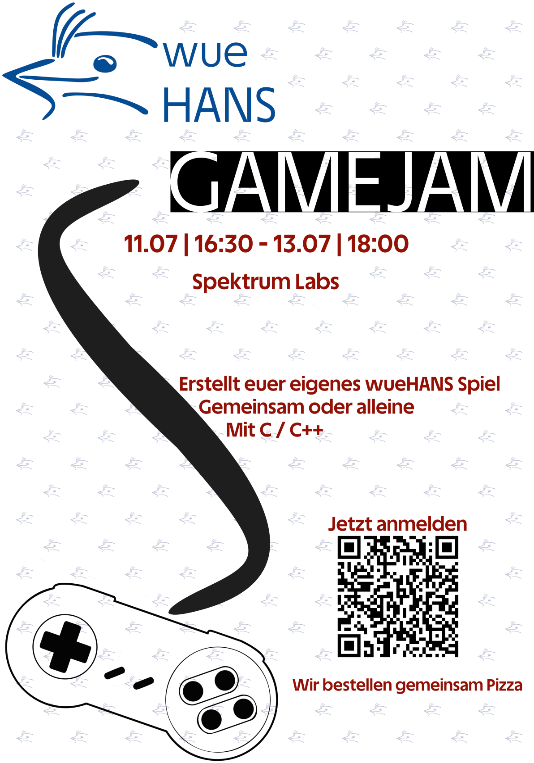 wue
HANS
GAMEJAM
11.07 | 16:30 - 13.07 | 18:00
Spektrum Labs
Erstellt euer eigenes wueHANS Spiel
Gemeinsam oder alleine
Mit C / C++
Jetzt anmelden
Wir bestellen gemeinsam Pizza